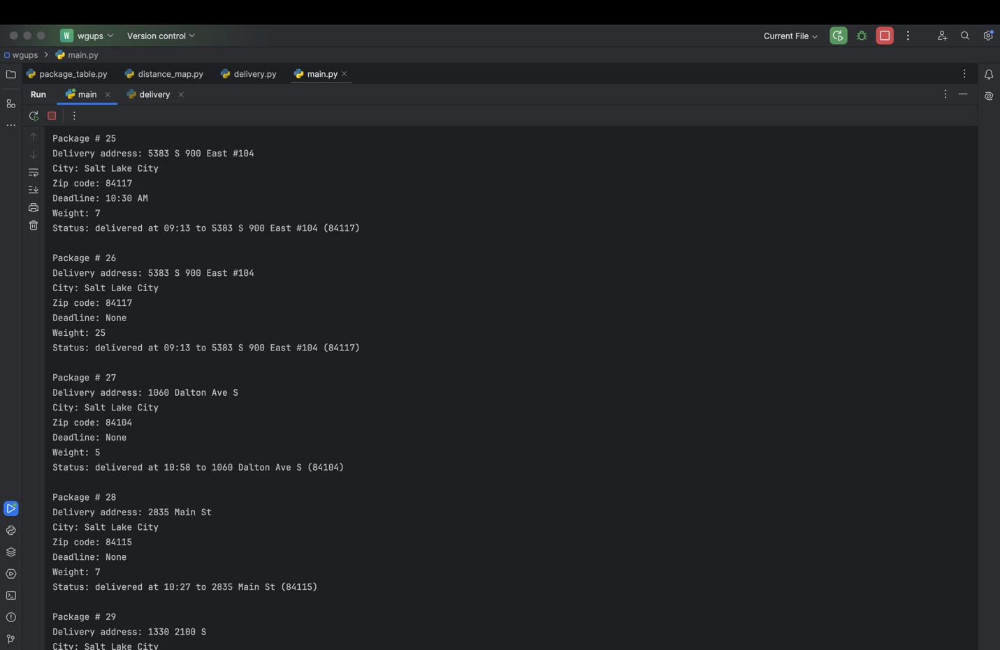 W wgups Version control Current File
wgups main.py
package_table.py distance_map.py delivery.py main.py
Run main delivery
Package # 25
Delivery address: 5383 S 900 East #104
City: Salt Lake City
Zip code: 84117
Deadline: 10:30 AM
Weight: 7
Status: delivered at 09:13 to 5383 S 900 East #104 (84117)
Package # 26
Delivery address: 5383 S 900 East #104
City: Salt Lake City
Zip code: 84117
Deadline: None
Weight: 25
Status: delivered at 09:13 to 5383 S 900 East #104 (84117)
Package # 27
Delivery address: 1060 Dalton Ave S
City: Salt Lake City
Zip code: 84104
Deadline: None
Weight: 5
Status: delivered at 10:58 to 1060 Dalton Ave S (84104)
Package # 28
Delivery address: 2835 Main St
City: Salt Lake City
Zip code: 84115
Deadline: None
Weight: 7
Status: delivered at 10:27 to 2835 Main St (84115)
Package # 29
Delivery address: 1330 2100 S
City: Salt Lake City